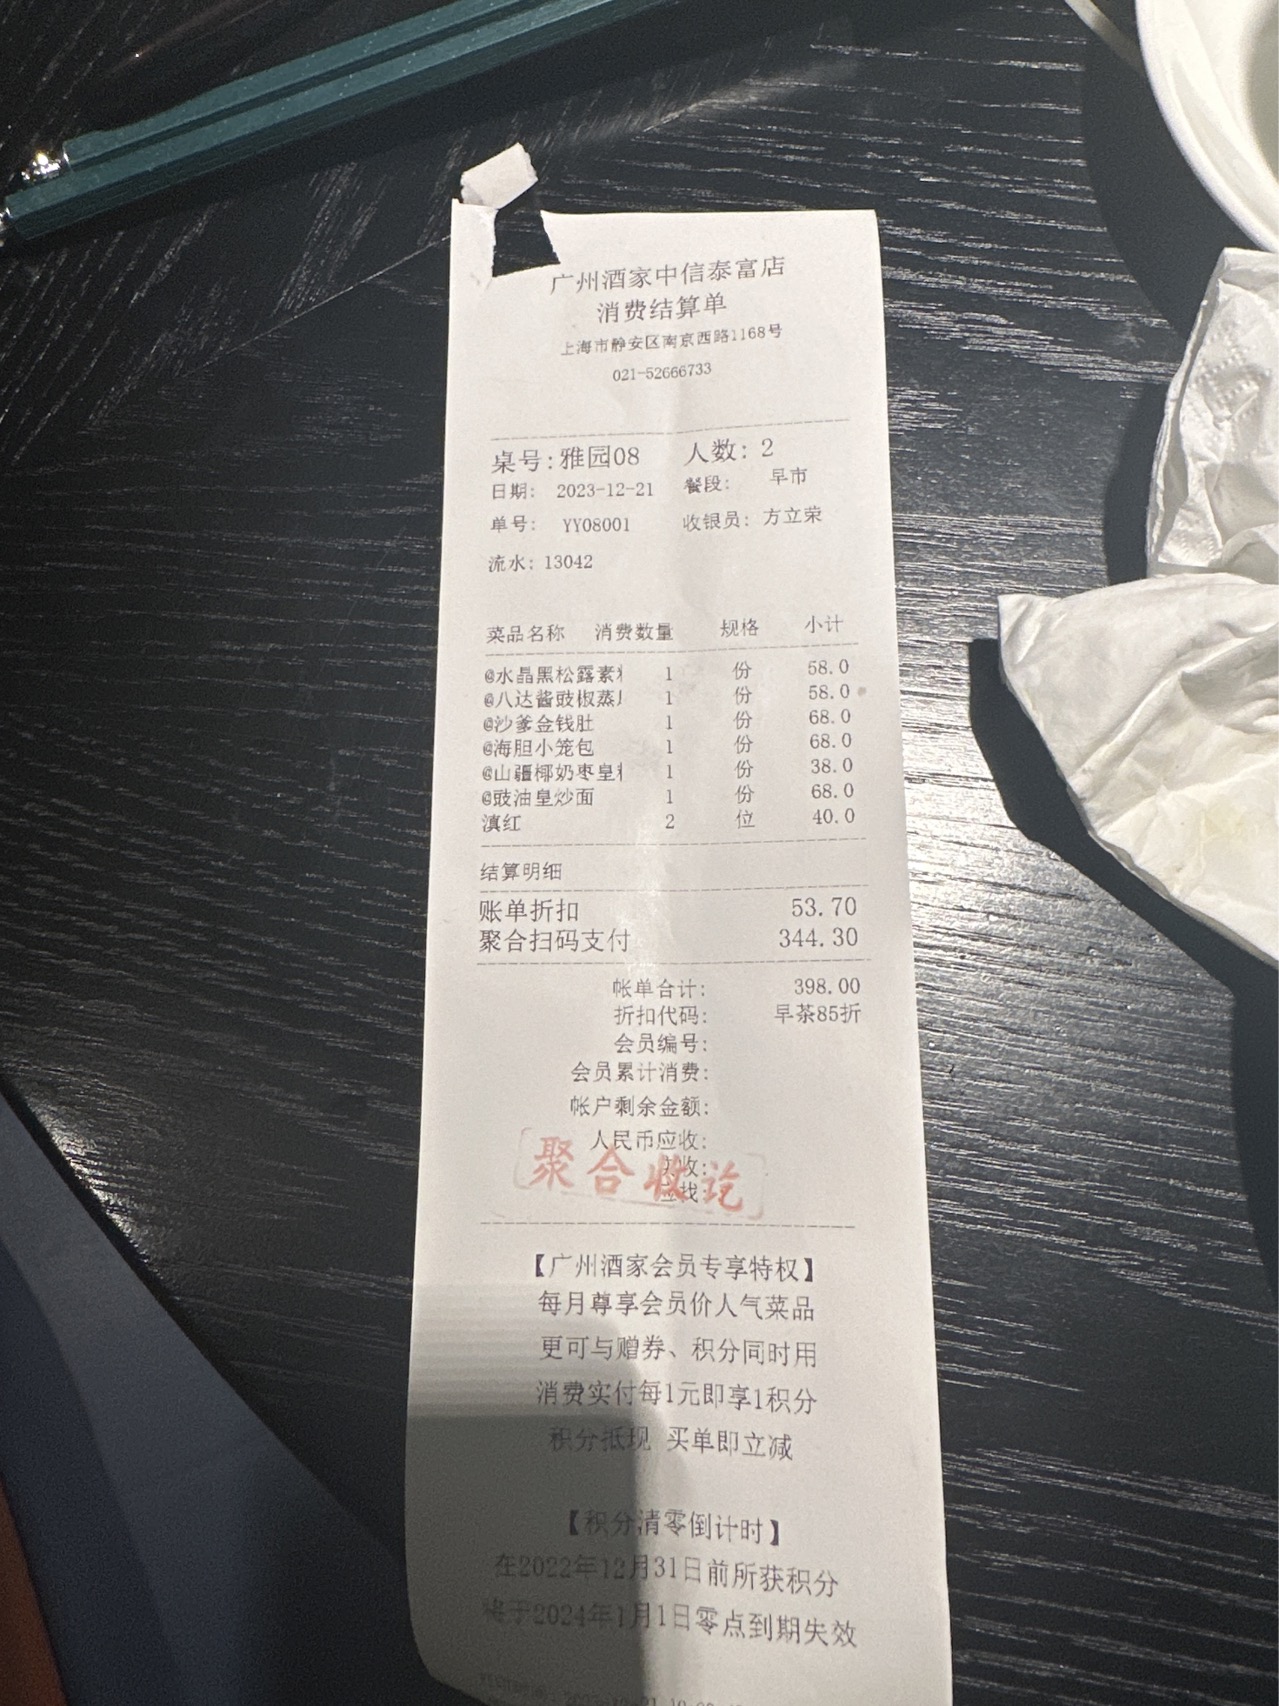 广州酒家中信泰富店
消费结算单
上海市静安区南京西路1168号
021-52666733
桌号:雅园08 人数: 2
日期: 2023-12-21 餐段: 早市
单号: YY08001 收银员: 方立荣
流水: 13042
菜品名称 消费数量 规格 小计
@水晶黑松露素 1 份 58.0
@八达酱豉椒蒸 1 份 58.0
@沙爹金钱肚 1 份 68.0
@海胆小笼包 1 份 68.0
@山疆椰奶枣皇 1 份 38.0
@豉油皇炒面 1 份 68.0
滇红 2 位 40.0
结算明细
账单折扣 53.70
聚合扫码支付 344.30
帐单合计: 398.00
折扣代码: 早茶85折
会员编号:
会员累计消费:
帐户剩余金额:
人民币应收:
收:
找:
聚合收讫
【广州酒家会员专享特权】
每月尊享会员价人气菜品
更可与赠券、积分同时用
消费实付每1元即享1积分
积分抵现 买单即立减
【积分清零倒计时】
在2022年12月31日前所获积分
将于2024年1月1日零点到期失效